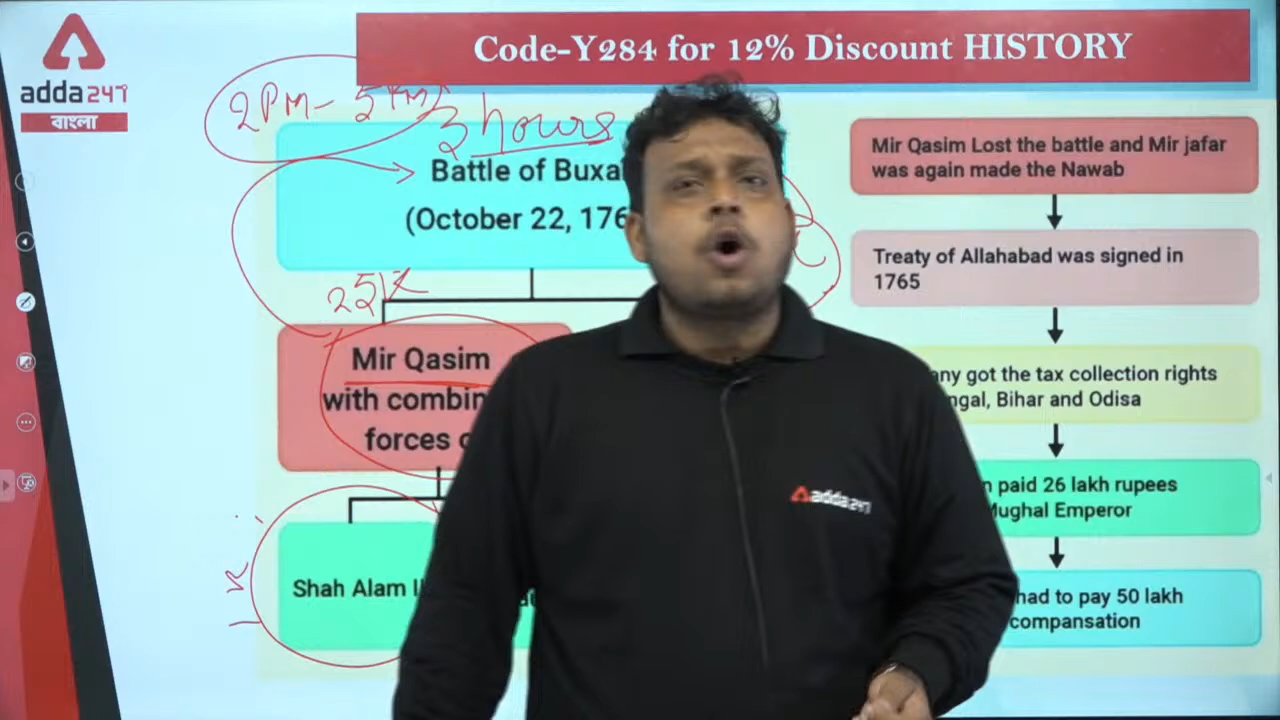 Code-Y284 for 12% Discount HISTORY
adda247
বাংলা
2PM - 5PM
3 hours
Battle of Buxa
(October 22, 176
25K
Mir Qasim
with combin
forces o
Shah Alam I
Mir Qasim Lost the battle and Mir jafar
was again made the Nawab
Treaty of Allahabad was signed in
1765
ny got the tax collection rights
ngal, Bihar and Odisa
paid 26 lakh rupees
Mughal Emperor
had to pay 50 lakh
compansation
adda247